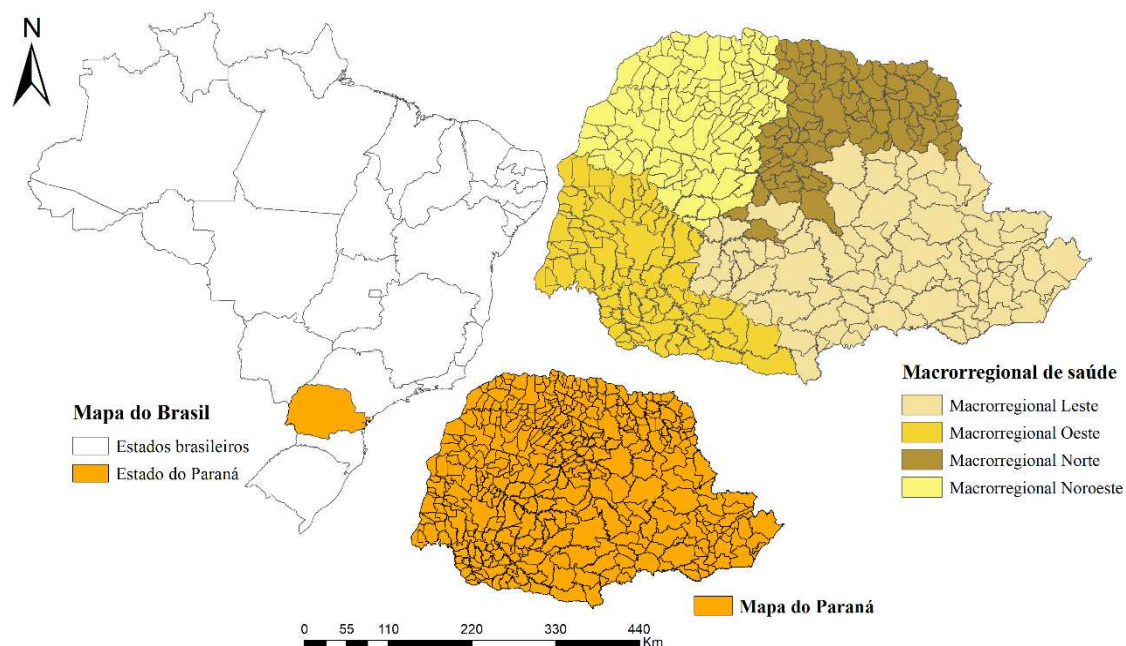 N
Mapa do Brasil
Estados brasileiros
Estado do Paraná
Macrorregional de saúde
Macrorregional Leste
Macrorregional Oeste
Macrorregional Norte
Macrorregional Noroeste
Mapa do Paraná
0 55 110 220 330 440
Km